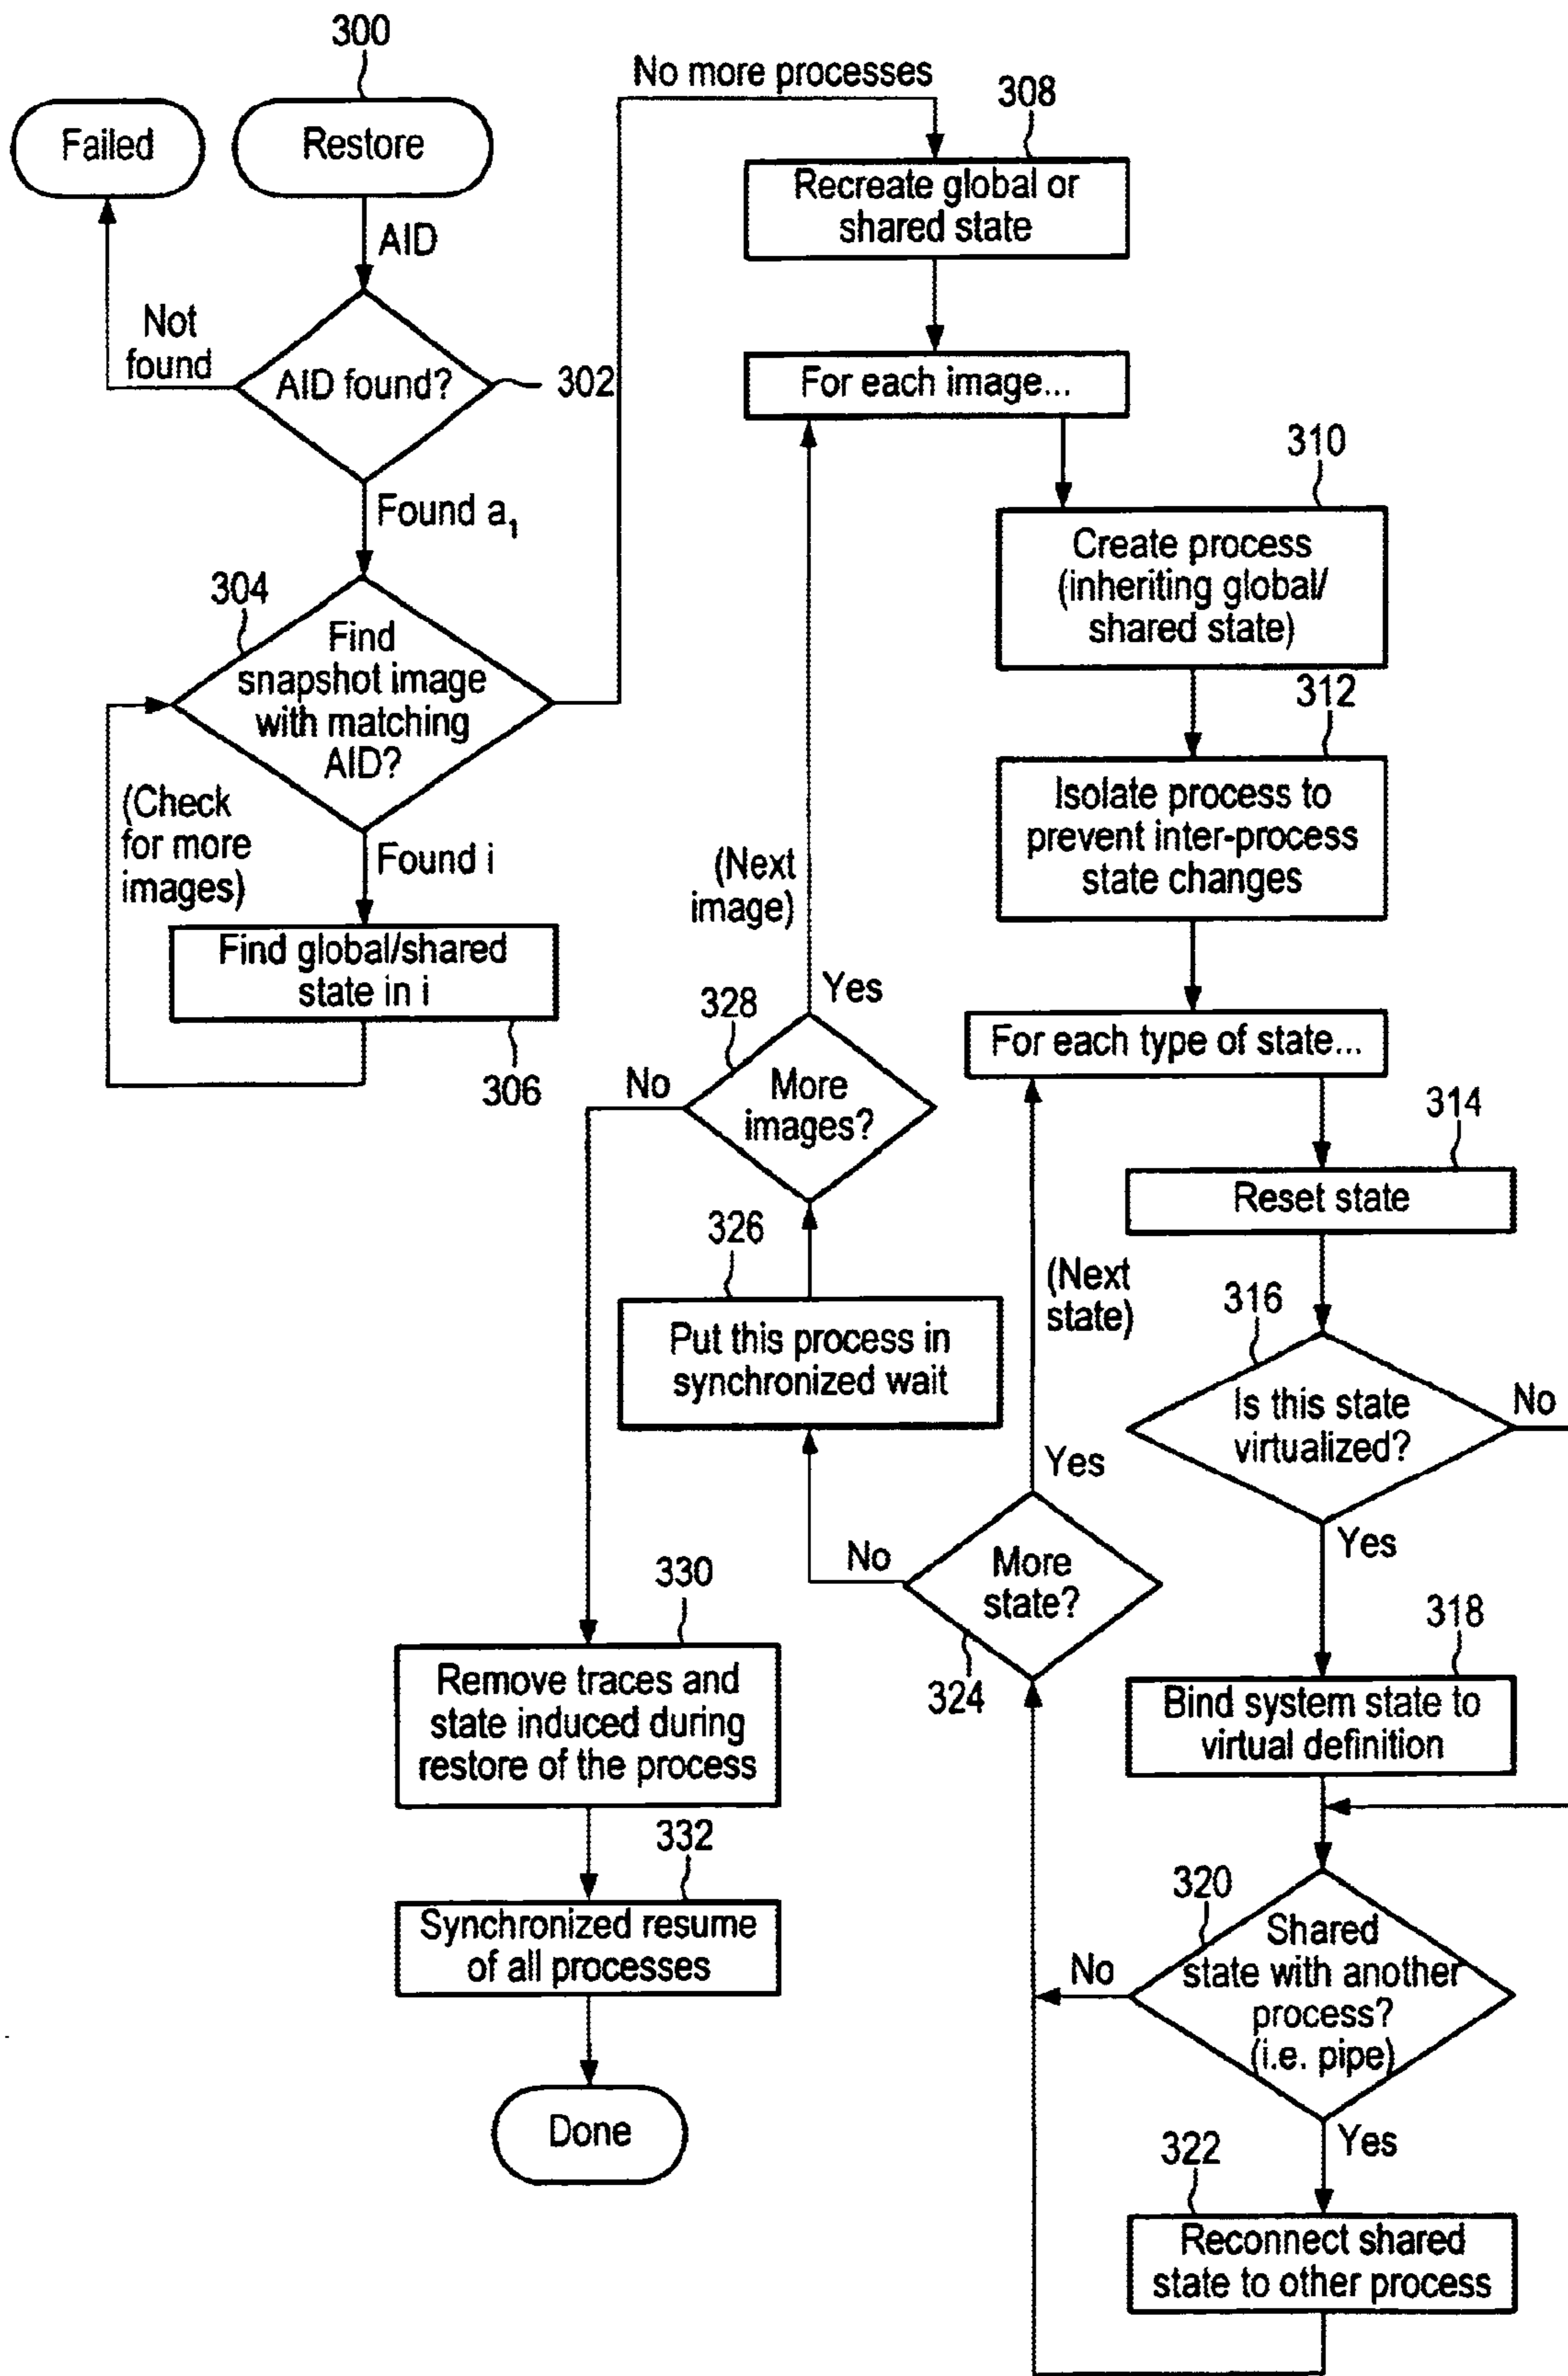 300
Failed
Restore
AID
Not
found
AID found?
302
Found a1
304
Find
snapshot image
with matching
AID?
(Check
for more
images)
Found i
Find global/shared
state in i
306
No more processes
308
Recreate global or
shared state
For each image...
310
Create process
(inheriting global/
shared state)
312
Isolate process to
prevent inter-process
state changes
For each type of state...
314
Reset state
316
Is this state
virtualized?
No
Yes
318
Bind system state to
virtual definition
320
Shared
state with another
process?
(i.e. pipe)
No
Yes
322
Reconnect shared
state to other process
(Next
state)
Yes
More
state?
324
No
326
Put this process in
synchronized wait
328
More
images?
Yes
(Next
image)
No
330
Remove traces and
state induced during
restore of the process
332
Synchronized resume
of all processes
Done